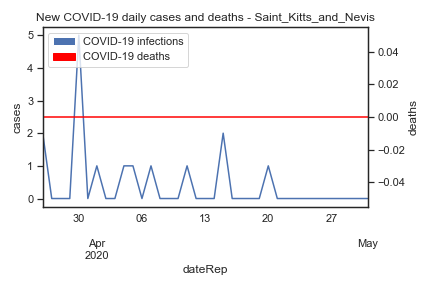 New COVID-19 daily cases and deaths - Saint_Kitts_and_Nevis
COVID-19 infections
COVID-19 deaths
cases
5
4
3
2
1
0
deaths
0.04
0.02
0.00
−0.02
−0.04
30
06
13
20
27
Apr
2020
May
dateRep